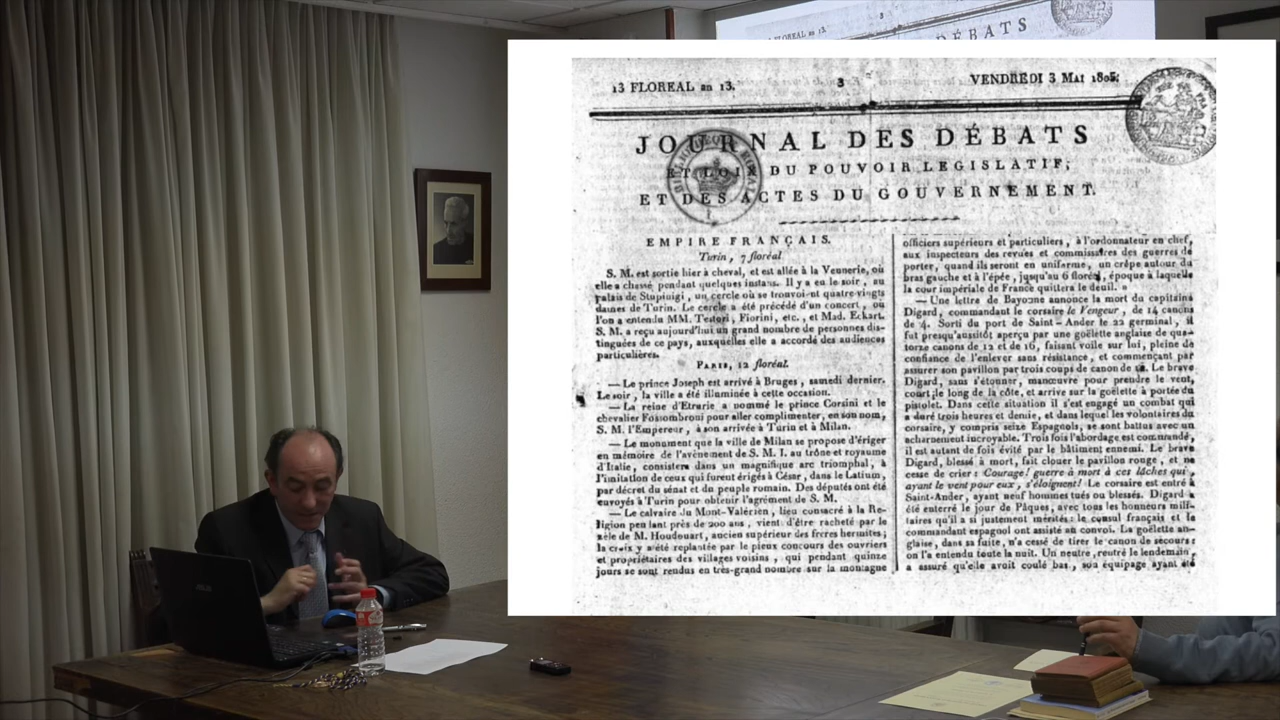 FLOREAL an 13.
3
DÉBATS
13 FLOREAL an 13.
3
VENDREDI 3 MAI 1805.
JOURNAL DES DÉBATS
ET LOIX DU POUVOIR LEGISLATIF;
ET DES ACTES DU GOUVERNEMENT.
EMPIRE FRANÇAIS.
Turin, 7 floréal
S. M. est sortie hier à cheval, et est allée à la Vennerie, où
elle a chassé pendant quelques instans. Il y a eu le soir, au
palais de Stupinigi, un cercle où se trouvoient quatre-vingts
dames de Turin. Le cercle a été précédé d'un concert, où
l'on a entendu MM. Testori, Fiorini, etc., et Mad. Eckart.
S. M. a reçu aujourd'hui un grand nombre de personnes dis-
tinguées de ce pays, auxquelles elle a accordé des audiences
particulières.
PARIS, 12 floréal.
— Le prince Joseph est arrivé à Bruges, samedi dernier.
Le soir, la ville a été illuminée à cette occasion.
— La reine d'Etrurie a nommé le prince Corsini et le
chevalier Fossombroni pour aller complimenter, en son nom,
S. M. l'Empereur, à son arrivée à Turin et à Milan.
— Le monument que la ville de Milan se propose d'ériger
en mémoire de l'avènement de S. M. I. au trône et royaume
d'Italie, consistera dans un magnifique arc triomphal, à
l'imitation de ceux qui furent érigés à César, dans le Latium,
par décret du sénat et du peuple romain. Des députés ont été
envoyés à Turin pour obtenir l'agrément de S. M.
— Le calvaire du Mont-Valérien, lieu consacré à la Re-
ligion pendant près de 200 ans, vient d'être racheté par le
zèle de M. Houdouart, ancien supérieur des frères hermites;
la croix y a été replantée par le pieux concours des ouvriers
et propriétaires des villages voisins, qui pendant quinze
jours se sont rendus en très-grand nombre sur la montagne
officiers supérieurs et particuliers, à l'ordonnateur en chef,
aux inspecteurs des revues et commissaires des guerres de
porter, quand ils seront en uniforme, un crêpe autour du
bras gauche et à l'épée, jusqu'au 6 floréal, époque à laquelle
la cour impériale de France quittera le deuil. »
— Une lettre de Bayonne annonce la mort du capitaine
Digard, commandant le corsaire le Vengeur, de 14 canons
de 4. Sorti du port de Saint-Ander le 22 germinal, il
fut presqu'aussitôt aperçu par une goëlette anglaise de qua-
torze canons de 12 et de 16, faisant voile sur lui, pleine de
confiance de l'enlever sans résistance, et commençant par
assurer son pavillon par trois coups de canon de 12. Le brave
Digard, sans s'étonner, manœuvre pour prendre le vent,
court le long de la côte, et arrive sur la goëlette à portée du
pistolet. Dans cette situation il s'est engagé un combat qui
a duré trois heures et demie, et dans lequel les volontaires du
corsaire, y compris seize Espagnols, se sont battus avec un
acharnement incroyable. Trois fois l'abordage est commandé,
il est autant de fois évité par le bâtiment ennemi. Le brave
Digard, blessé à mort, fait clouer le pavillon rouge, et ne
cesse de crier : Courage! guerre à mort à ces lâches qui,
ayant le vent pour eux, s'éloignent! Le corsaire est entré à
Saint-Ander, ayant neuf hommes tués ou blessés. Digard a
été enterré le jour de Pâques, avec tous les honneurs mili-
taires qu'il a si justement mérités : le consul français et le
commandant espagnol ont assisté au convoi. La goëlette an-
glaise, dans sa fuite, n'a cessé de tirer le canon de secours :
on l'a entendu toute la nuit. Un neutre, rentré le lendemain,
a assuré qu'elle avoit coulé bas, son équipage ayant été